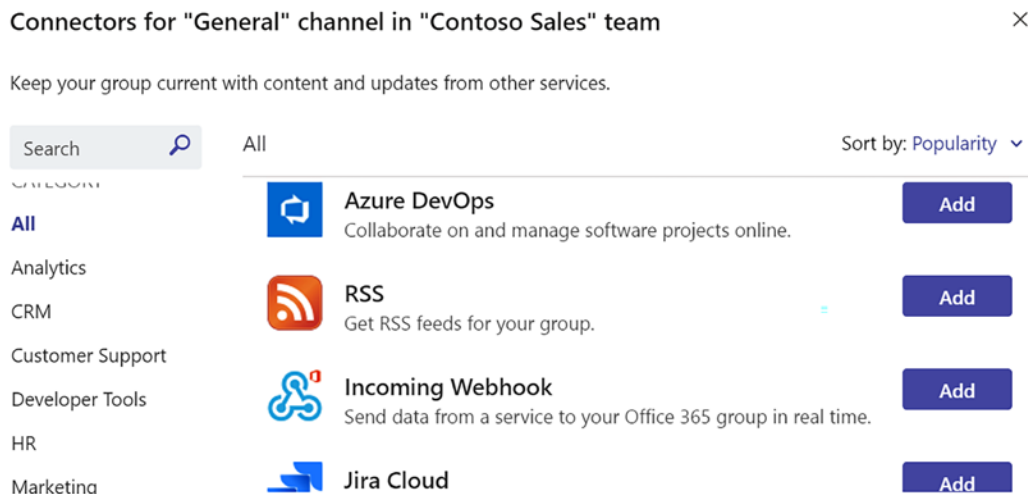 Connectors for "General" channel in "Contoso Sales" team
Keep your group current with content and updates from other services.
Search
All
Sort by: Popularity
CATEGORY
All
Analytics
CRM
Customer Support
Developer Tools
HR
Marketing
Azure DevOps
Collaborate on and manage software projects online.
Add
RSS
Get RSS feeds for your group.
Add
Incoming Webhook
Send data from a service to your Office 365 group in real time.
Add
Jira Cloud
Add